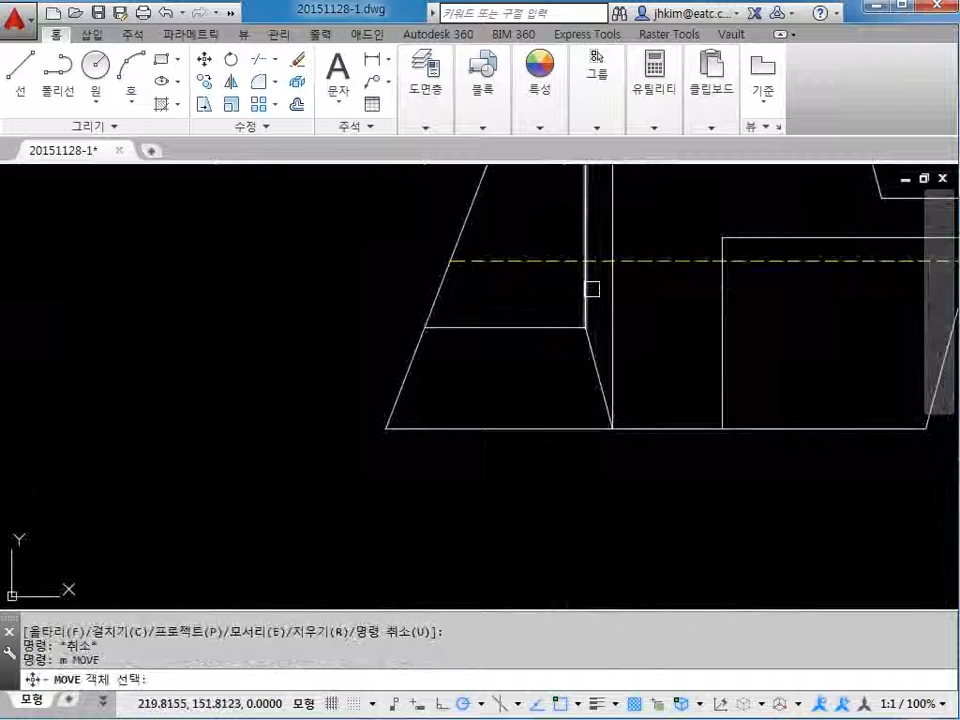 20151128-1.dwg
키워드 또는 구절 입력
jhkim@eatc.c...
홈 삽입 주석 파라메트릭 뷰 관리 출력 애드인 Autodesk 360 BIM 360 Express Tools Raster Tools Vault
선 폴리선 원 호 문자 도면층 블록 특성 그룹 유틸리티 클립보드 기준
그리기 수정 주석 뷰
20151128-1*
Y
X
[울타리(F)/걸치기(C)/프로젝트(P)/모서리(E)/지우기(R)/명령 취소(U)]:
명령: *취소*
명령: m MOVE
MOVE 객체 선택:
모형 219.8155, 151.8123, 0.0000 모형 1:1 / 100%